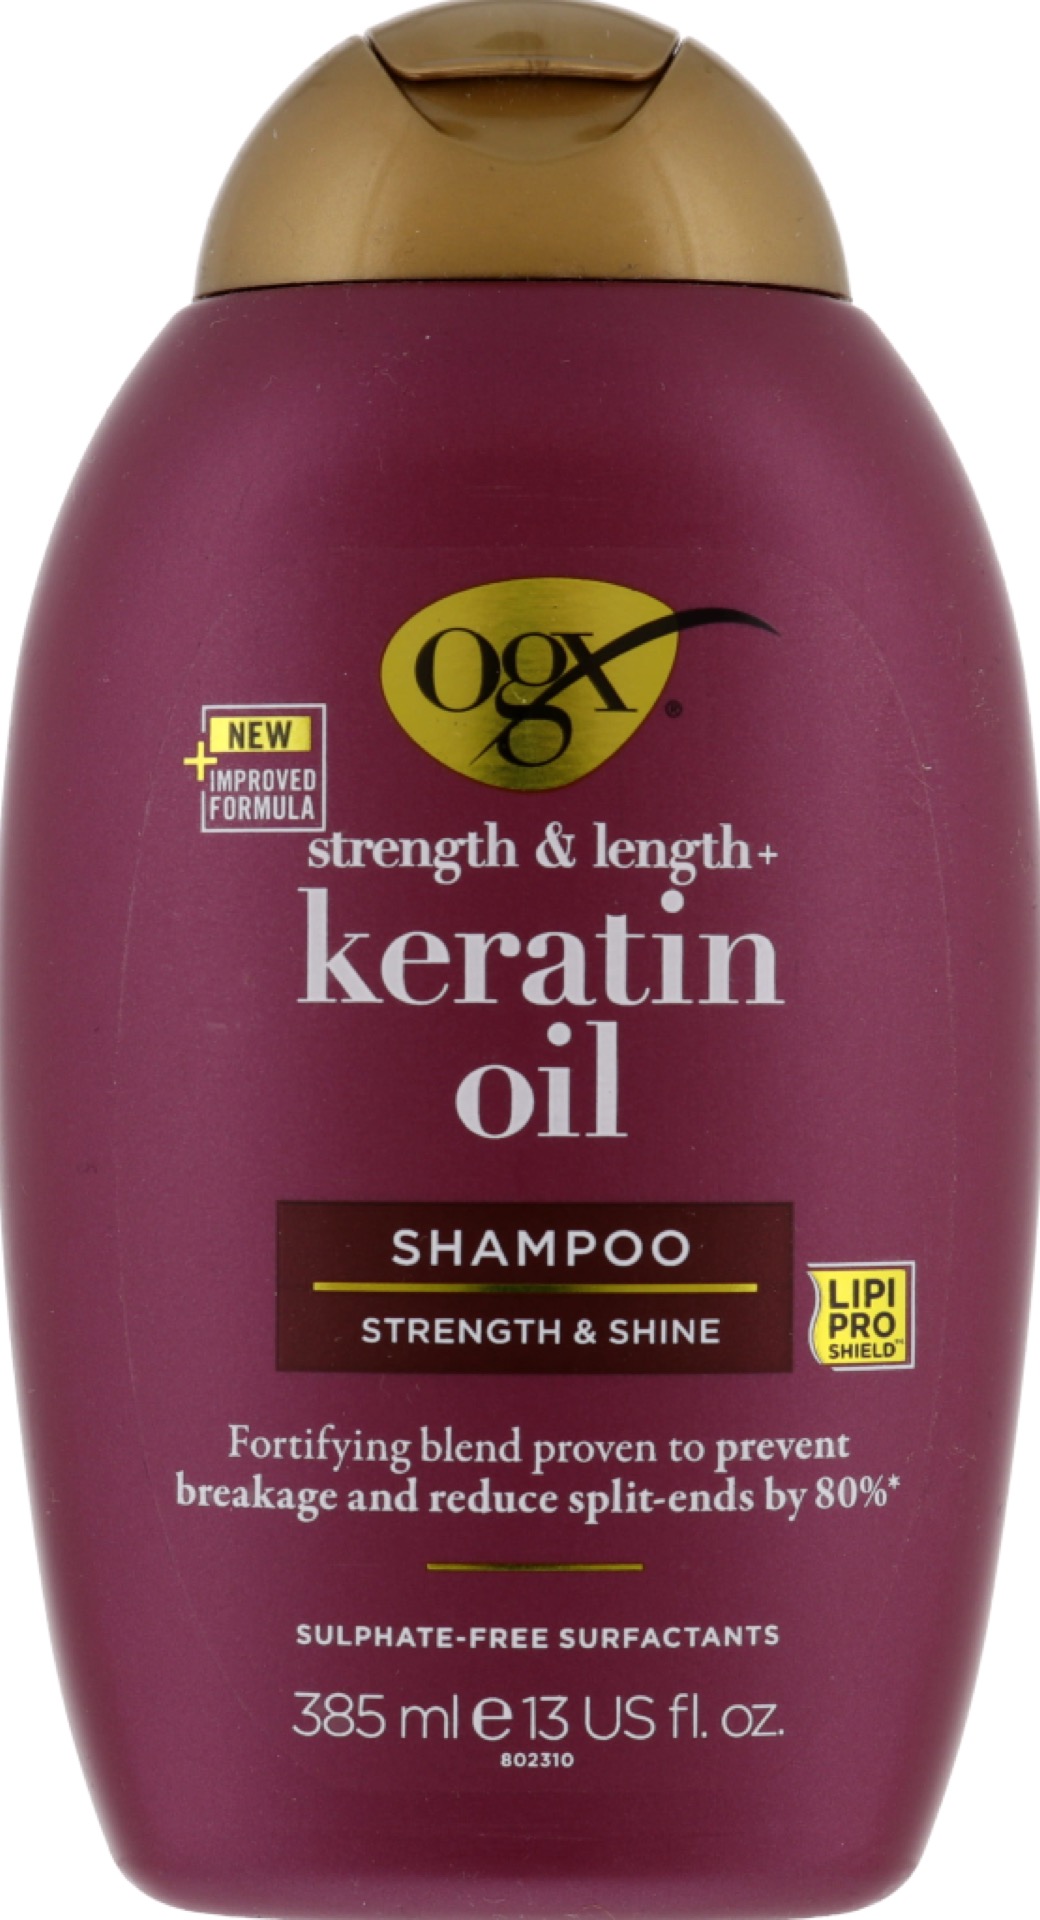 ogx®
NEW
+
IMPROVED
FORMULA
strength & length+
keratin
oil
SHAMPOO
STRENGTH & SHINE
LIPI
PRO
SHIELD™
Fortifying blend proven to prevent
breakage and reduce split-ends by 80%*
SULPHATE-FREE SURFACTANTS
385 ml e 13 US fl. oz.
802310